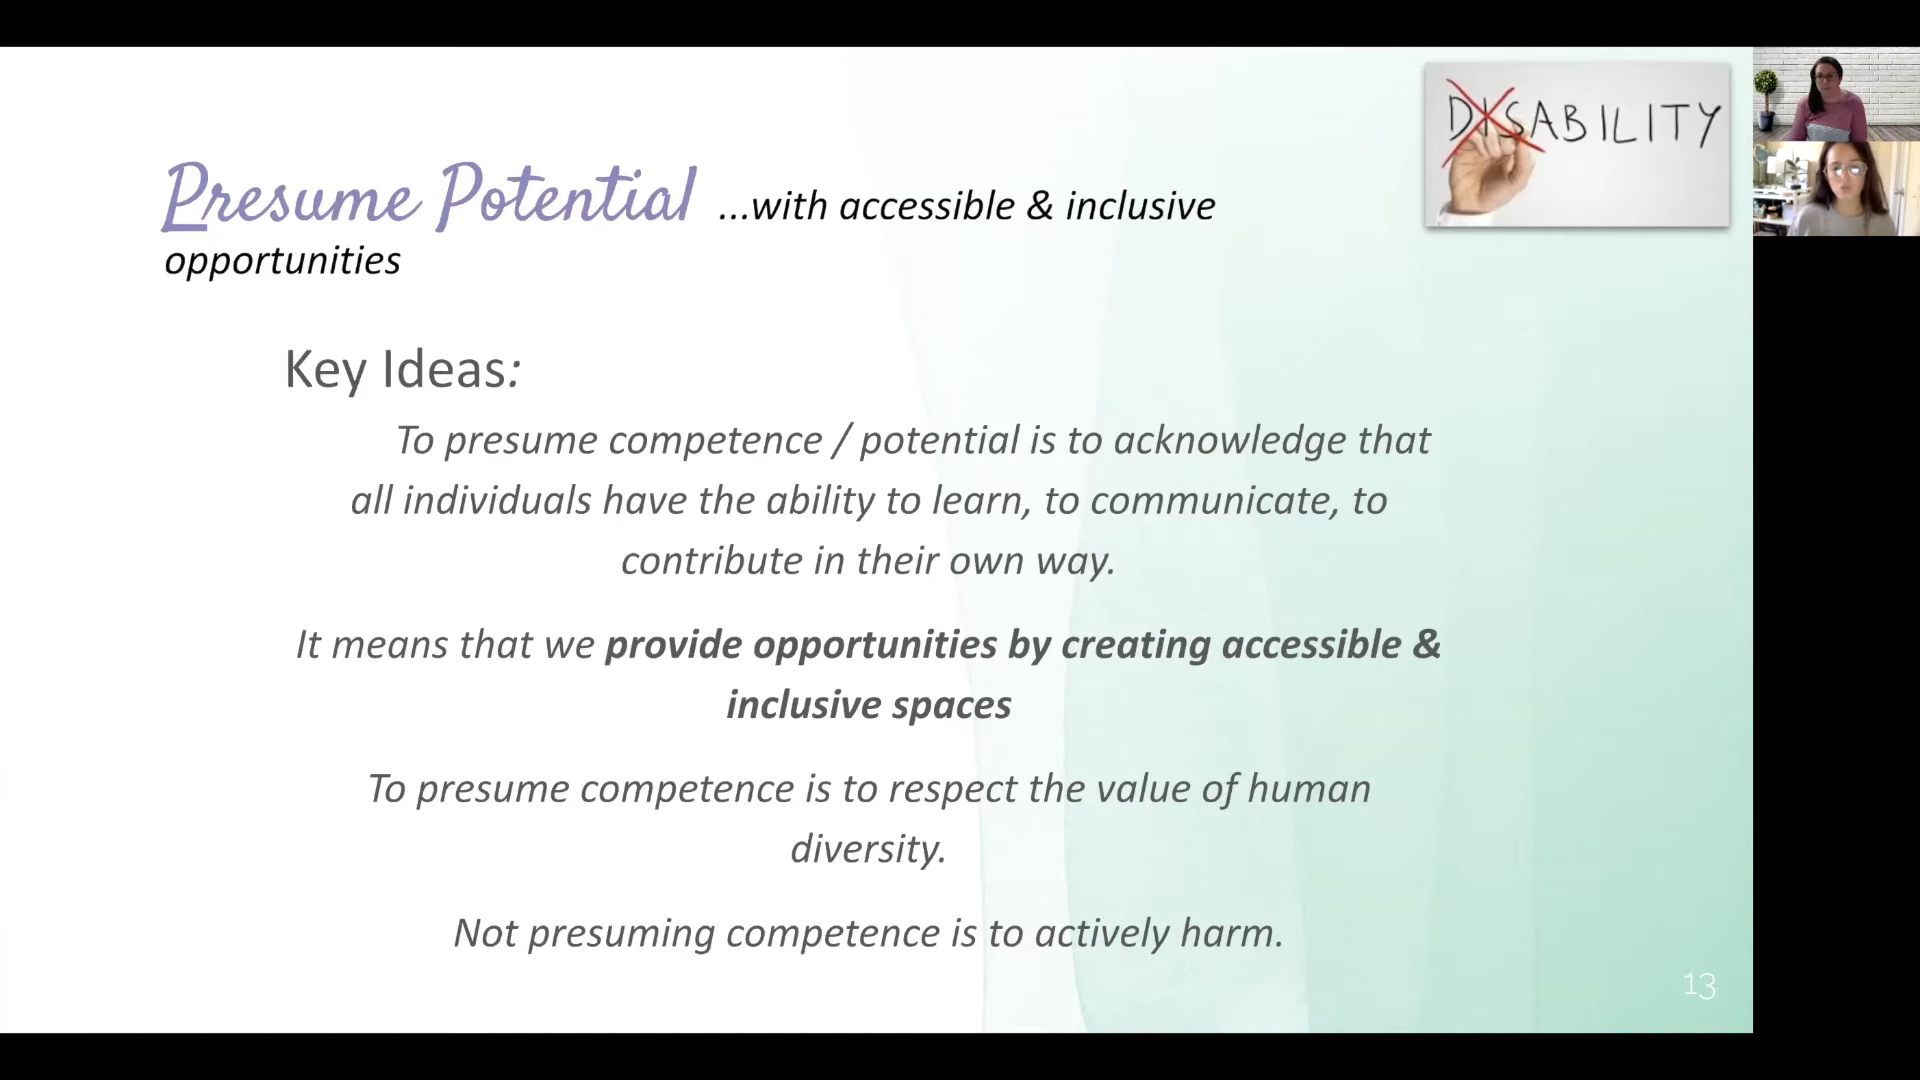 DISABILITY
Presume Potential ...with accessible & inclusive
opportunities
Key Ideas:
To presume competence / potential is to acknowledge that
all individuals have the ability to learn, to communicate, to
contribute in their own way.
It means that we provide opportunities by creating accessible &
inclusive spaces
To presume competence is to respect the value of human
diversity.
Not presuming competence is to actively harm.
13